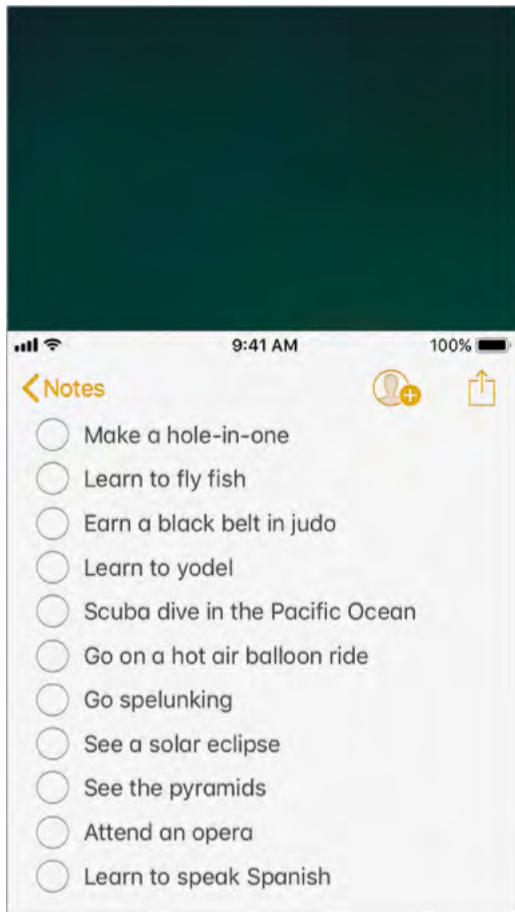 9:41 AM
100%
Notes
Make a hole-in-one
Learn to fly fish
Earn a black belt in judo
Learn to yodel
Scuba dive in the Pacific Ocean
Go on a hot air balloon ride
Go spelunking
See a solar eclipse
See the pyramids
Attend an opera
Learn to speak Spanish